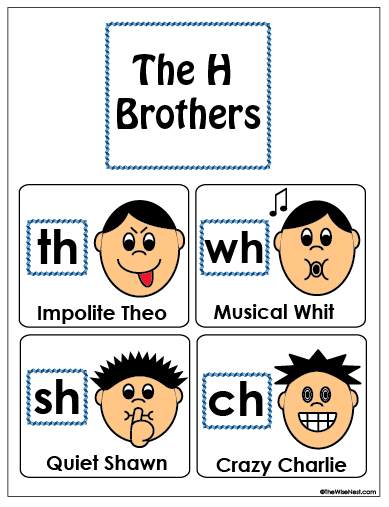 The H
Brothers
th
Impolite Theo
wh
Musical Whit
sh
Quiet Shawn
ch
Crazy Charlie
©TheWiseNest.com